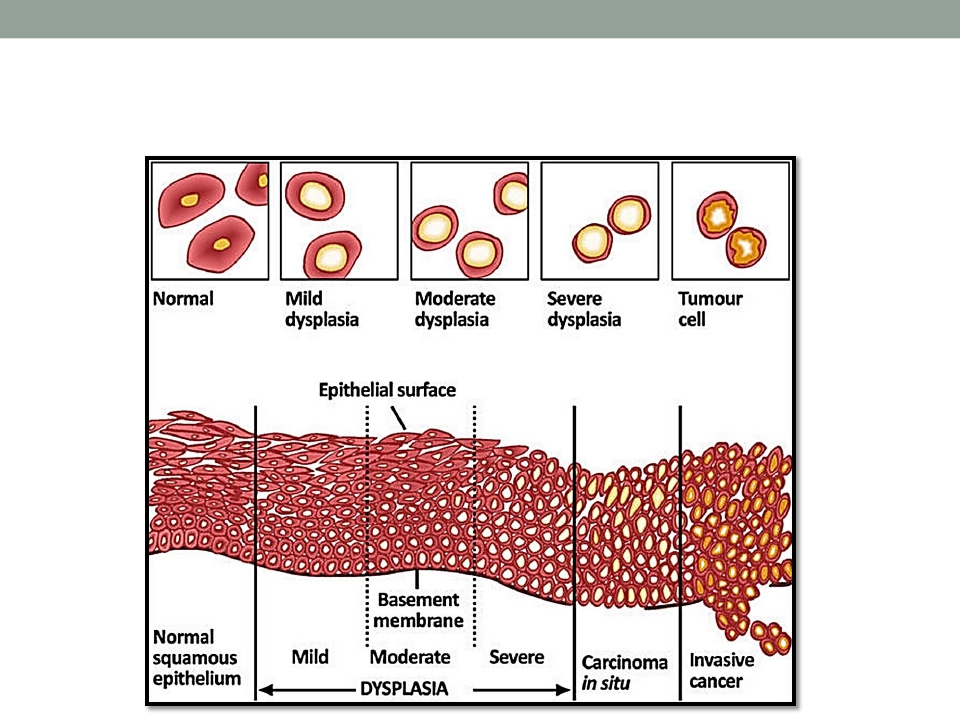 Normal
Mild
dysplasia
Moderate
dysplasia
Severe
dysplasia
Tumour
cell
Epithelial surface
Basement
membrane
Normal
squamous
epithelium
Mild
Moderate
Severe
DYSPLASIA
Carcinoma
in situ
Invasive
cancer